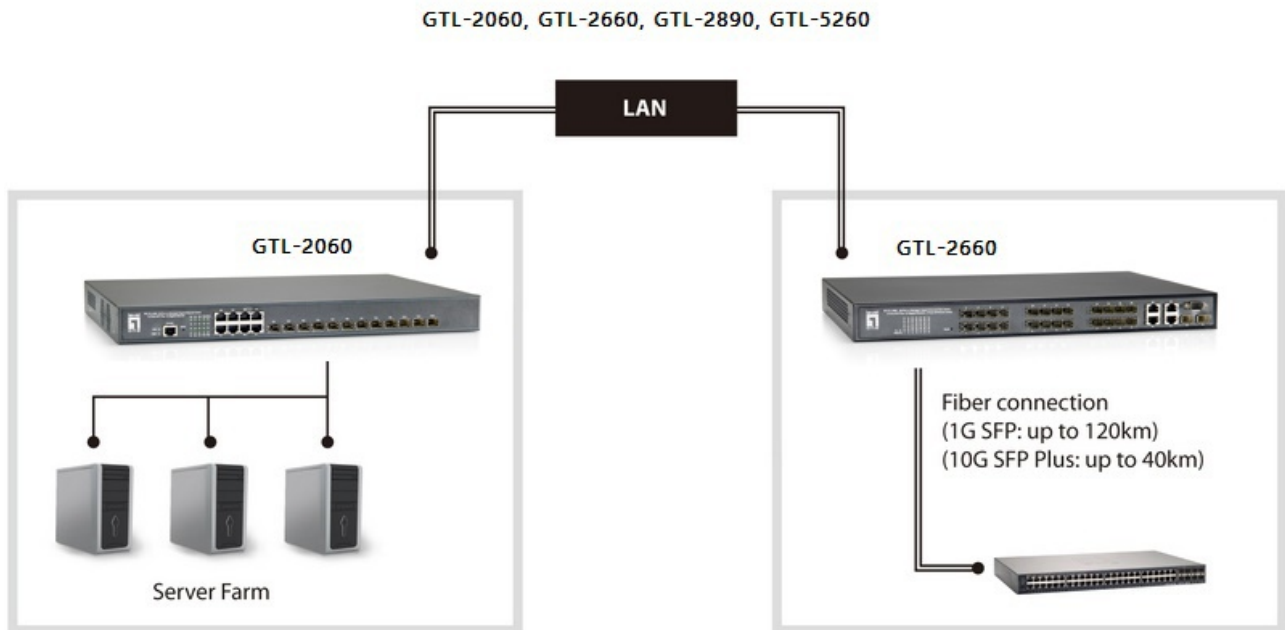 GTL-2060, GTL-2660, GTL-2890, GTL-5260
LAN
GTL-2060
GTL-2660
Fiber connection
(1G SFP: up to 120km)
(10G SFP Plus: up to 40km)
Server Farm